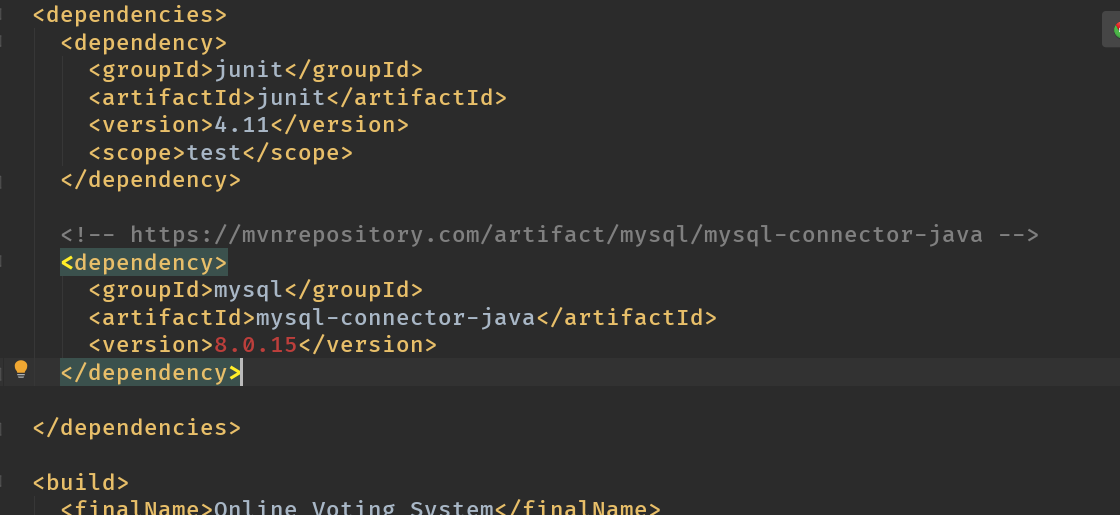 <dependencies>
<dependency>
<groupId>junit</groupId>
<artifactId>junit</artifactId>
<version>4.11</version>
<scope>test</scope>
</dependency>
<!-- https://mvnrepository.com/artifact/mysql/mysql-connector-java -->
<dependency>
<groupId>mysql</groupId>
<artifactId>mysql-connector-java</artifactId>
<version>8.0.15</version>
</dependency>
</dependencies>
<build>
<finalName>Online Voting System</finalName>